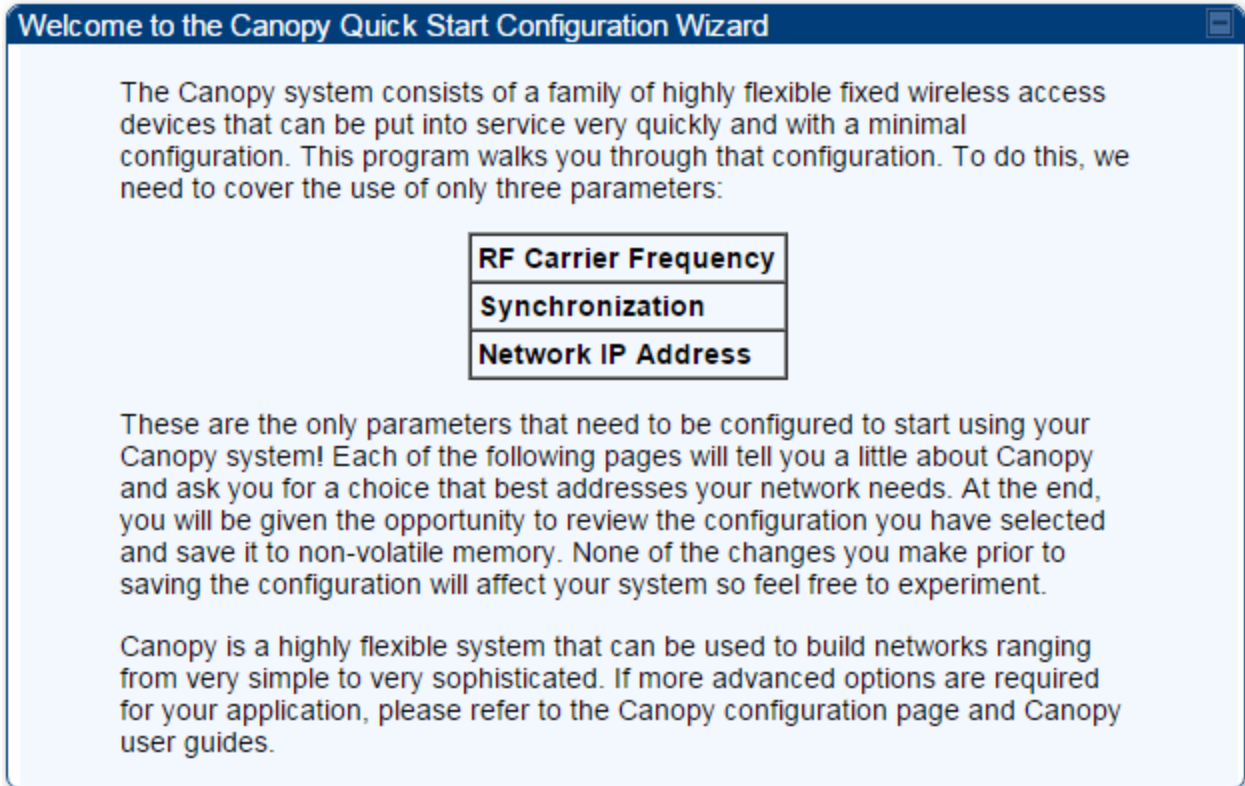 Welcome to the Canopy Quick Start Configuration Wizard
The Canopy system consists of a family of highly flexible fixed wireless access
devices that can be put into service very quickly and with a minimal
configuration. This program walks you through that configuration. To do this, we
need to cover the use of only three parameters:
RF Carrier Frequency
Synchronization
Network IP Address
These are the only parameters that need to be configured to start using your
Canopy system! Each of the following pages will tell you a little about Canopy
and ask you for a choice that best addresses your network needs. At the end,
you will be given the opportunity to review the configuration you have selected
and save it to non-volatile memory. None of the changes you make prior to
saving the configuration will affect your system so feel free to experiment.
Canopy is a highly flexible system that can be used to build networks ranging
from very simple to very sophisticated. If more advanced options are required
for your application, please refer to the Canopy configuration page and Canopy
user guides.